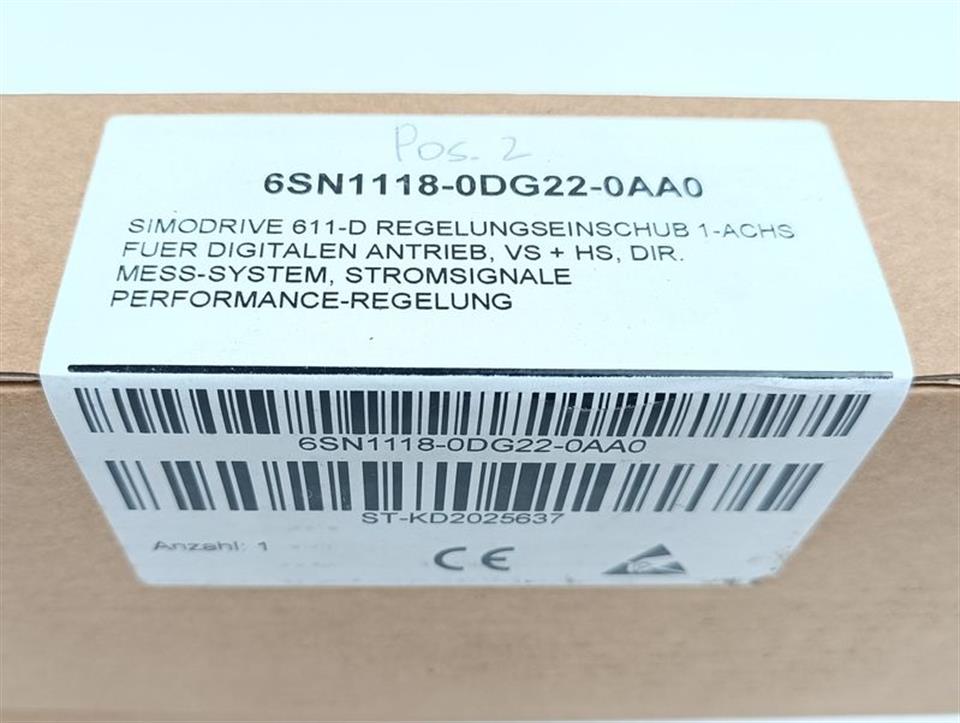 Pos. 2
6SN1118-0DG22-0AA0
SIMODRIVE 611-D REGELUNGSEINSCHUB 1-ACHS
FUER DIGITALEN ANTRIEB, VS + HS, DIR.
MESS-SYSTEM, STROMSIGNALE
PERFORMANCE-REGELUNG
6SN1118-0DG22-0AA0
ST-KD2025637
Anzahl: 1
CE